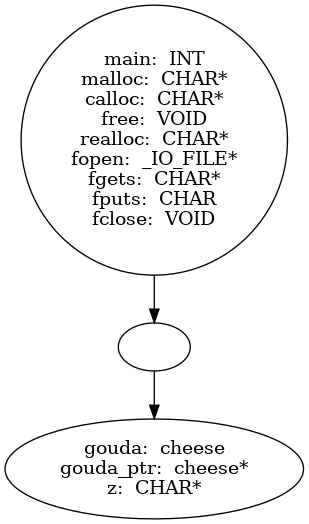 main: INT
malloc: CHAR*
calloc: CHAR*
free: VOID
realloc: CHAR*
fopen: _IO_FILE*
fgets: CHAR*
fputs: CHAR
fclose: VOID
gouda: cheese
gouda_ptr: cheese*
z: CHAR*